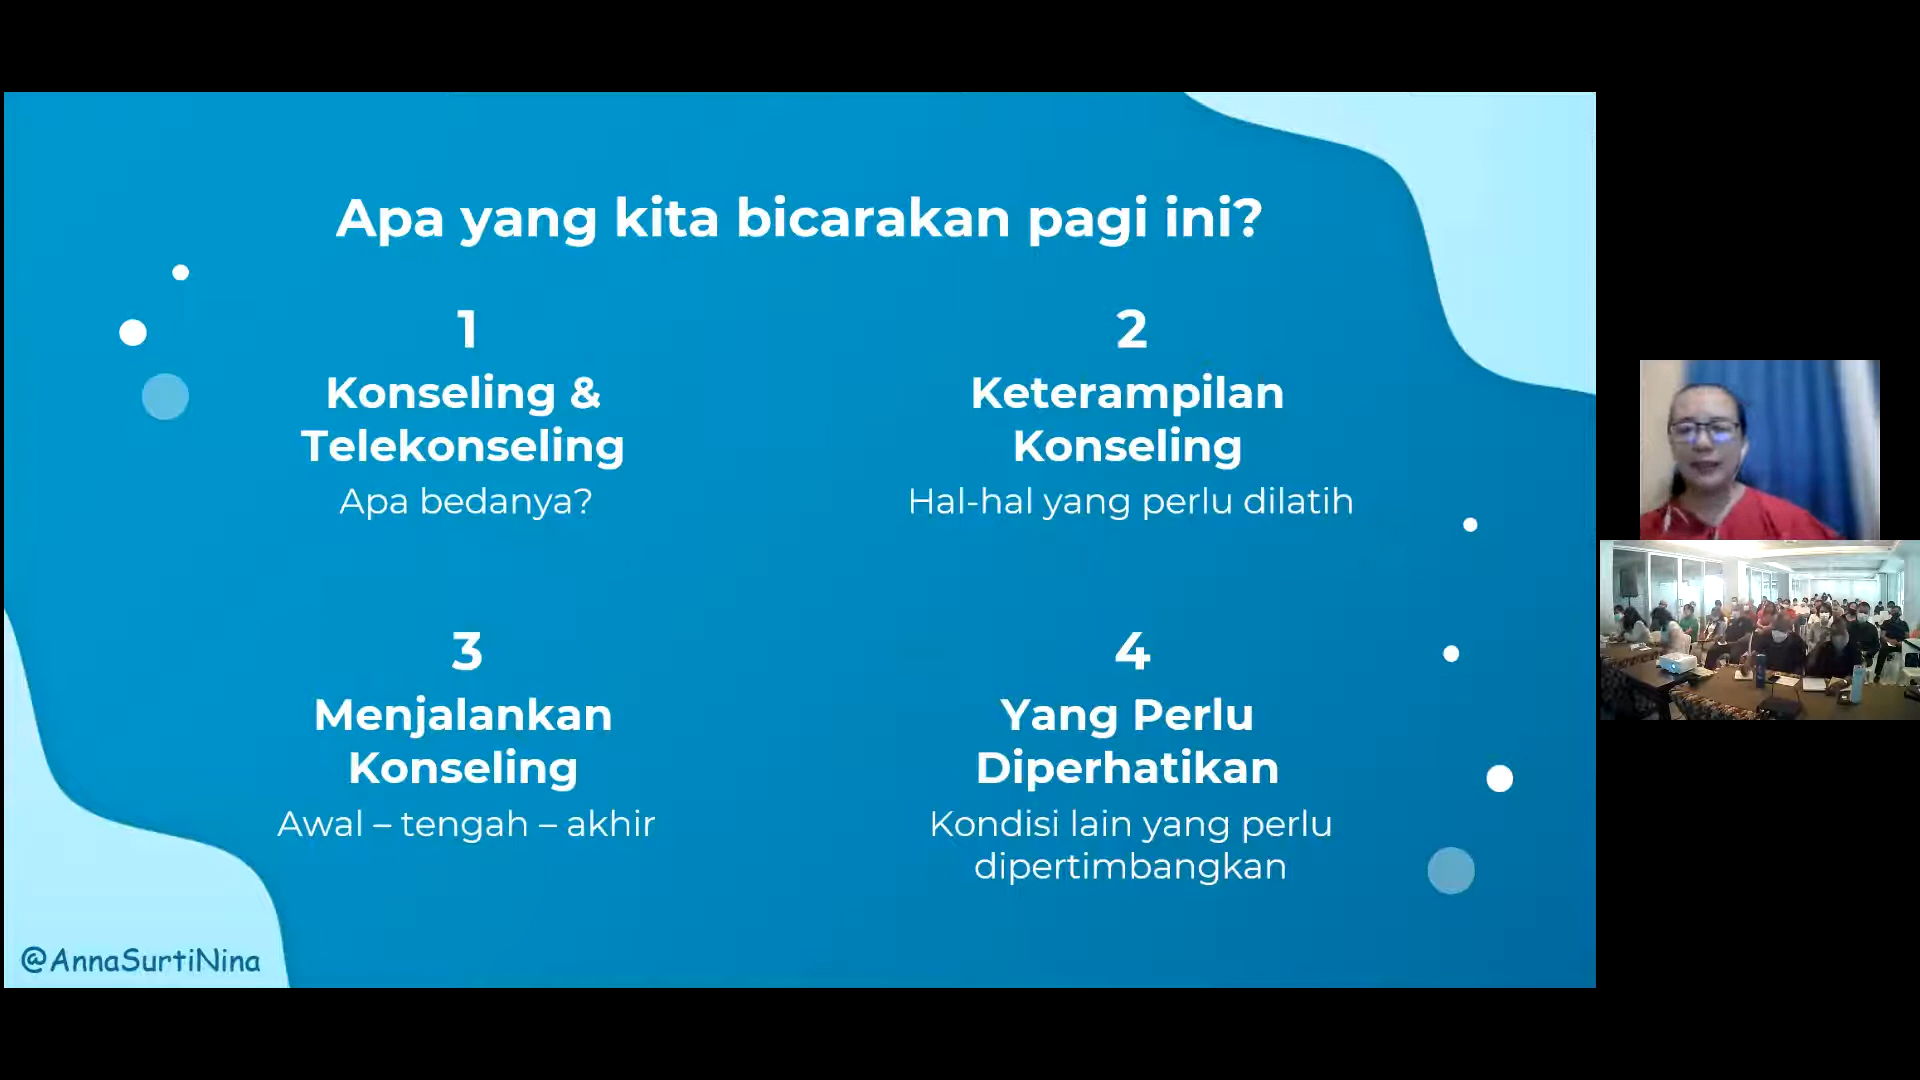 Apa yang kita bicarakan pagi ini?
1
Konseling &
Telekonseling
Apa bedanya?
2
Keterampilan
Konseling
Hal-hal yang perlu dilatih
3
Menjalankan
Konseling
Awal – tengah – akhir
4
Yang Perlu
Diperhatikan
Kondisi lain yang perlu
dipertimbangkan
@AnnaSurtiNina